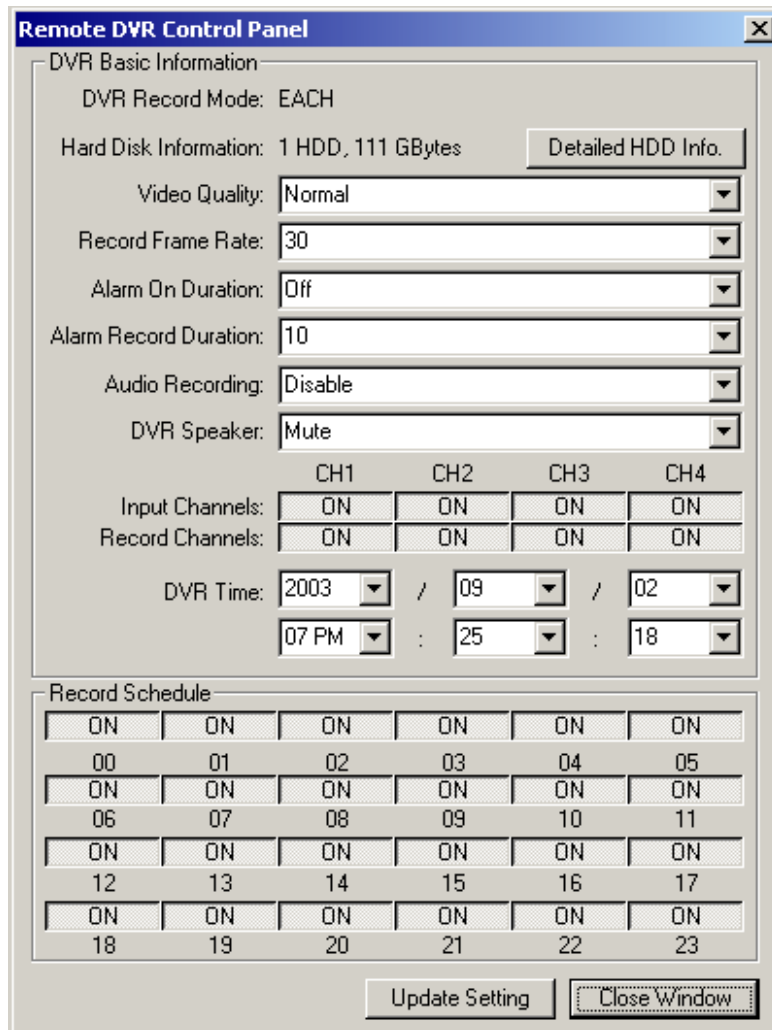 Remote DVR Control Panel
DVR Basic Information
DVR Record Mode: EACH
Hard Disk Information: 1 HDD, 111 GBytes Detailed HDD Info.
Video Quality: Normal
Record Frame Rate: 30
Alarm On Duration: Off
Alarm Record Duration: 10
Audio Recording: Disable
DVR Speaker: Mute
CH1 CH2 CH3 CH4
Input Channels: ON ON ON ON
Record Channels: ON ON ON ON
DVR Time: 2003 / 09 / 02
07 PM : 25 : 18
Record Schedule
ON ON ON ON ON ON
00 01 02 03 04 05
ON ON ON ON ON ON
06 07 08 09 10 11
ON ON ON ON ON ON
12 13 14 15 16 17
ON ON ON ON ON ON
18 19 20 21 22 23
Update Setting Close Window